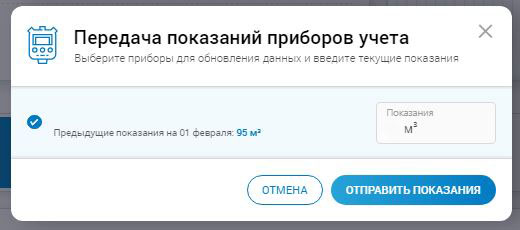 Передача показаний приборов учета
Выберите приборы для обновления данных и введите текущие показания
Показания
м³
Предыдущие показания на 01 февраля: 95 м³
ОТМЕНА
ОТПРАВИТЬ ПОКАЗАНИЯ